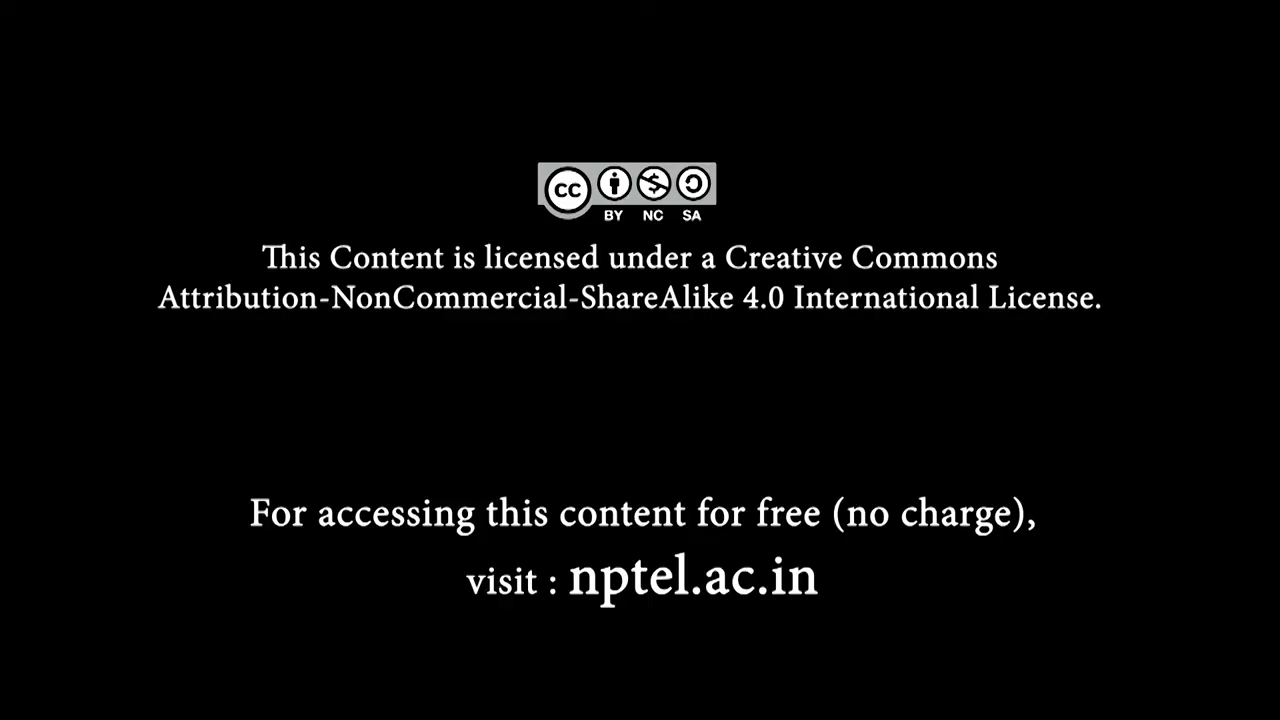 cc
BY NC SA
This Content is licensed under a Creative Commons
Attribution-NonCommercial-ShareAlike 4.0 International License.
For accessing this content for free (no charge),
visit : nptel.ac.in